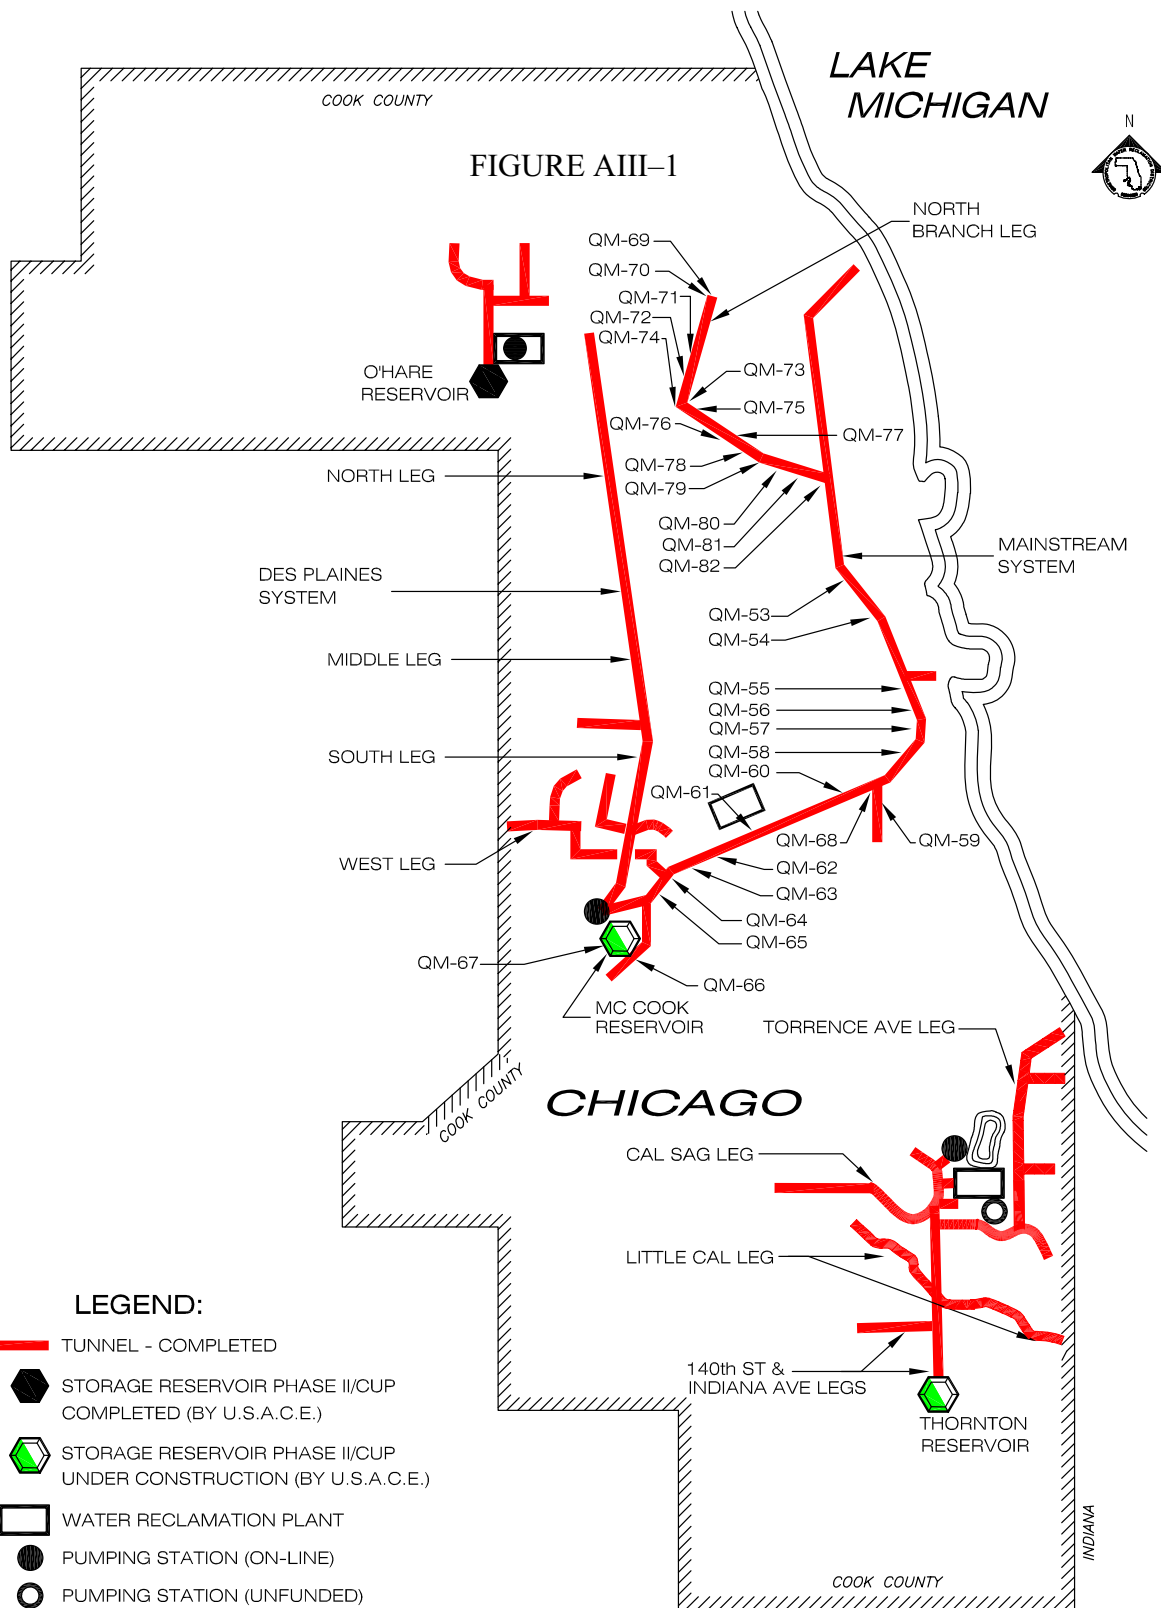 LAKE
MICHIGAN
COOK COUNTY
N
FIGURE AIII–1
NORTH
BRANCH LEG
QM-69
QM-70
QM-71
QM-72
QM-74
O'HARE
RESERVOIR
QM-73
QM-75
QM-76
QM-77
NORTH LEG
QM-78
QM-79
QM-80
QM-81
QM-82
MAINSTREAM
SYSTEM
DES PLAINES
SYSTEM
QM-53
QM-54
MIDDLE LEG
QM-55
QM-56
QM-57
QM-58
SOUTH LEG
QM-60
QM-61
QM-68
QM-59
WEST LEG
QM-62
QM-63
QM-64
QM-65
QM-67
QM-66
MC COOK
RESERVOIR
TORRENCE AVE LEG
COOK COUNTY
CHICAGO
CAL SAG LEG
LITTLE CAL LEG
140th ST &
INDIANA AVE LEGS
THORNTON
RESERVOIR
LEGEND:
TUNNEL - COMPLETED
STORAGE RESERVOIR PHASE II/CUP
COMPLETED (BY U.S.A.C.E.)
STORAGE RESERVOIR PHASE II/CUP
UNDER CONSTRUCTION (BY U.S.A.C.E.)
WATER RECLAMATION PLANT
PUMPING STATION (ON-LINE)
PUMPING STATION (UNFUNDED)
INDIANA
COOK COUNTY